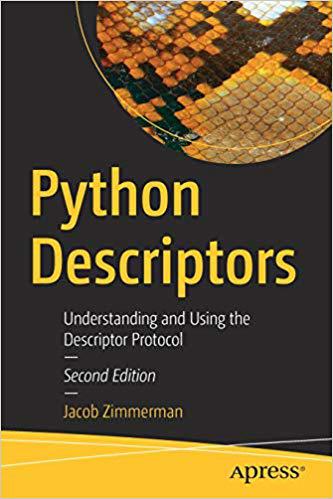 Python
Descriptors
Understanding and Using the
Descriptor Protocol
—
Second Edition
—
Jacob Zimmerman
Apress®